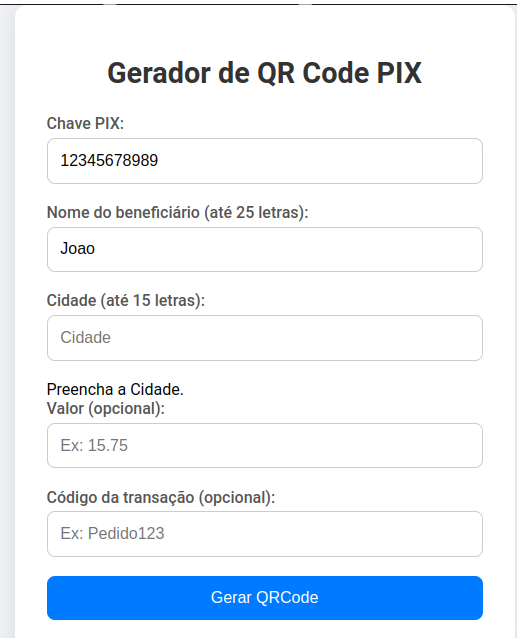 Gerador de QR Code PIX
Chave PIX:
12345678989
Nome do beneficiário (até 25 letras):
Joao
Cidade (até 15 letras):
Cidade
Preencha a Cidade.
Valor (opcional):
Ex: 15.75
Código da transação (opcional):
Ex: Pedido123
Gerar QRCode